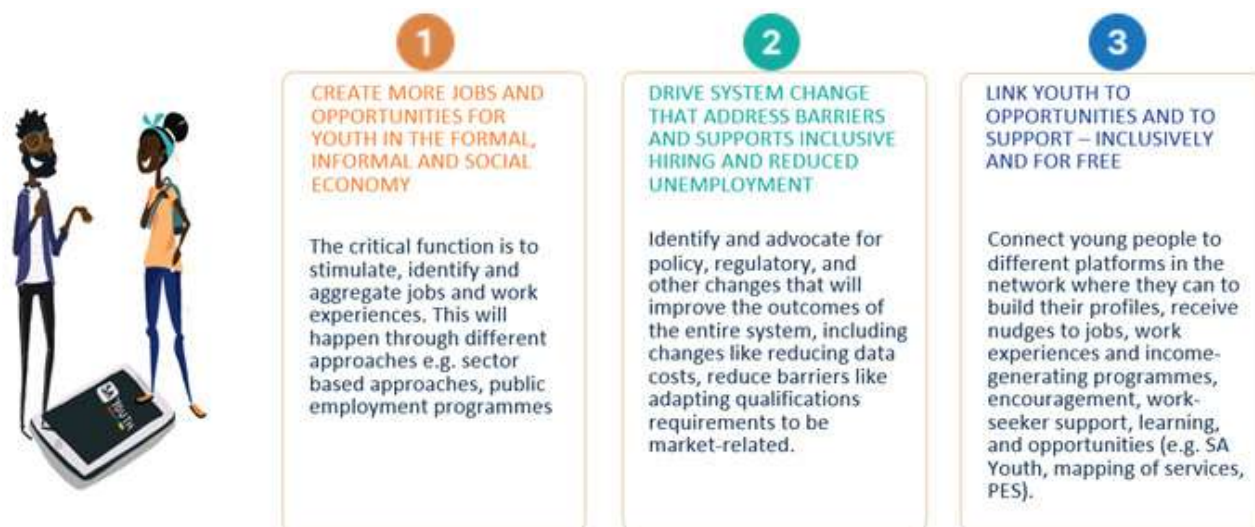 1
CREATE MORE JOBS AND
OPPORTUNITIES FOR
YOUTH IN THE FORMAL,
INFORMAL AND SOCIAL
ECONOMY
The critical function is to
stimulate, identify and
aggregate jobs and work
experiences. This will
happen through different
approaches e.g. sector
based approaches, public
employment programmes
2
DRIVE SYSTEM CHANGE
THAT ADDRESS BARRIERS
AND SUPPORTS INCLUSIVE
HIRING AND REDUCED
UNEMPLOYMENT
Identify and advocate for
policy, regulatory, and
other changes that will
improve the outcomes of
the entire system, including
changes like reducing data
costs, reduce barriers like
adapting qualifications
requirements to be
market-related.
3
LINK YOUTH TO
OPPORTUNITIES AND TO
SUPPORT – INCLUSIVELY
AND FOR FREE
Connect young people to
different platforms in the
network where they can to
build their profiles, receive
nudges to jobs, work
experiences and income-
generating programmes,
encouragement, work-
seeker support, learning,
and opportunities (e.g. SA
Youth, mapping of services,
PES).
SA
YOUTH